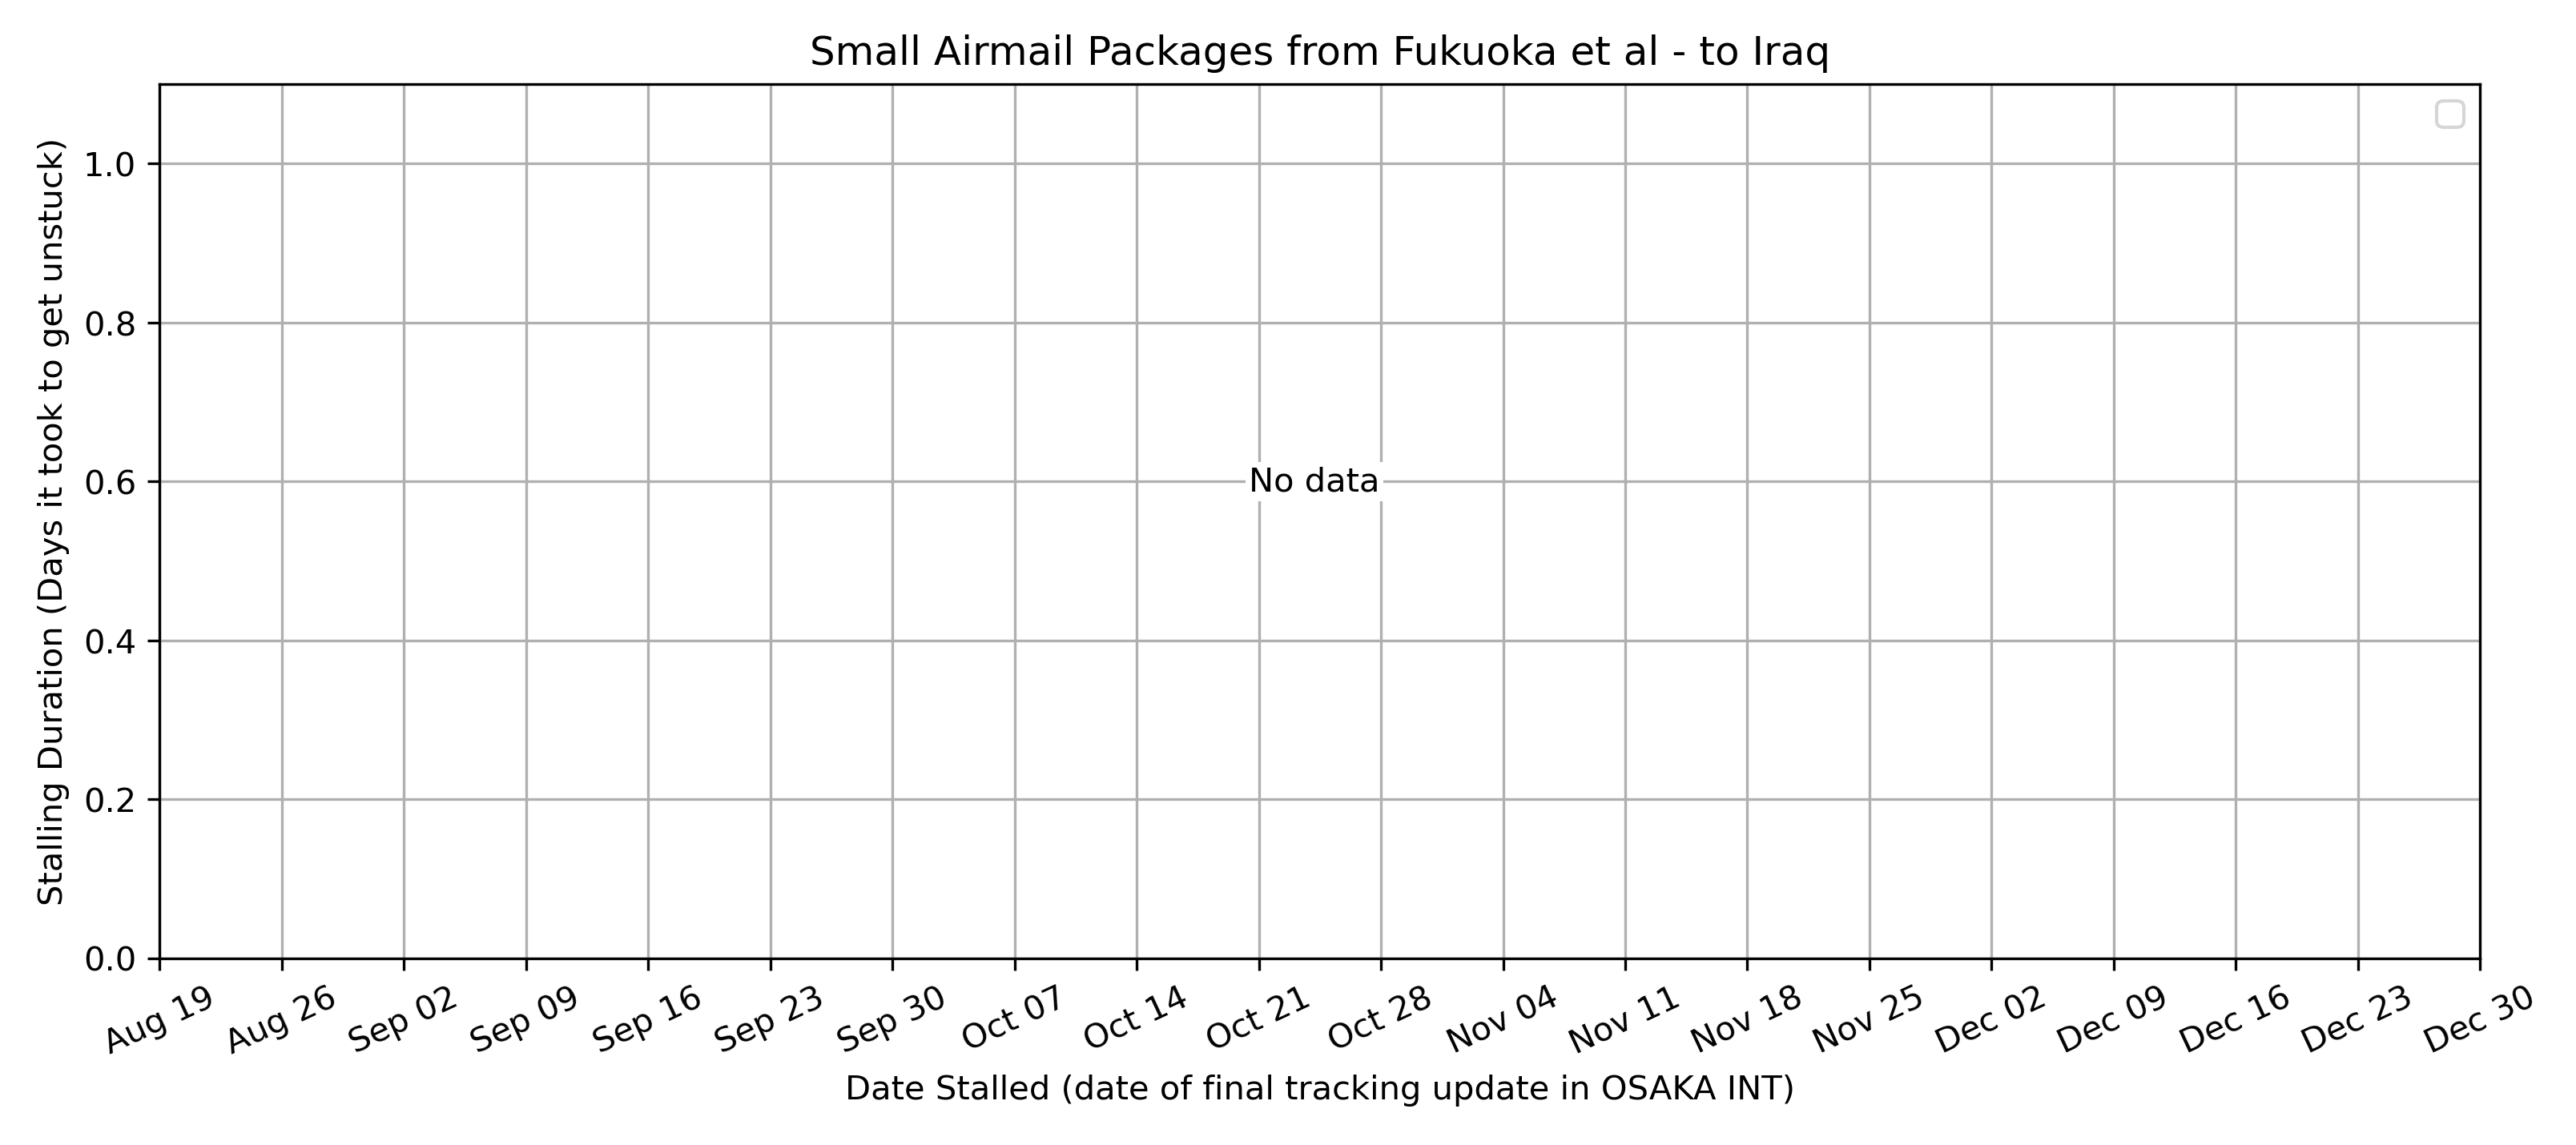 Small Airmail Packages from Fukuoka et al - to Iraq
Stalling Duration (Days it took to get unstuck)
1.0
0.8
0.6
0.4
0.2
0.0
No data
Aug 19
Aug 26
Sep 02
Sep 09
Sep 16
Sep 23
Sep 30
Oct 07
Oct 14
Oct 21
Oct 28
Nov 04
Nov 11
Nov 18
Nov 25
Dec 02
Dec 09
Dec 16
Dec 23
Dec 30
Date Stalled (date of final tracking update in OSAKA INT)